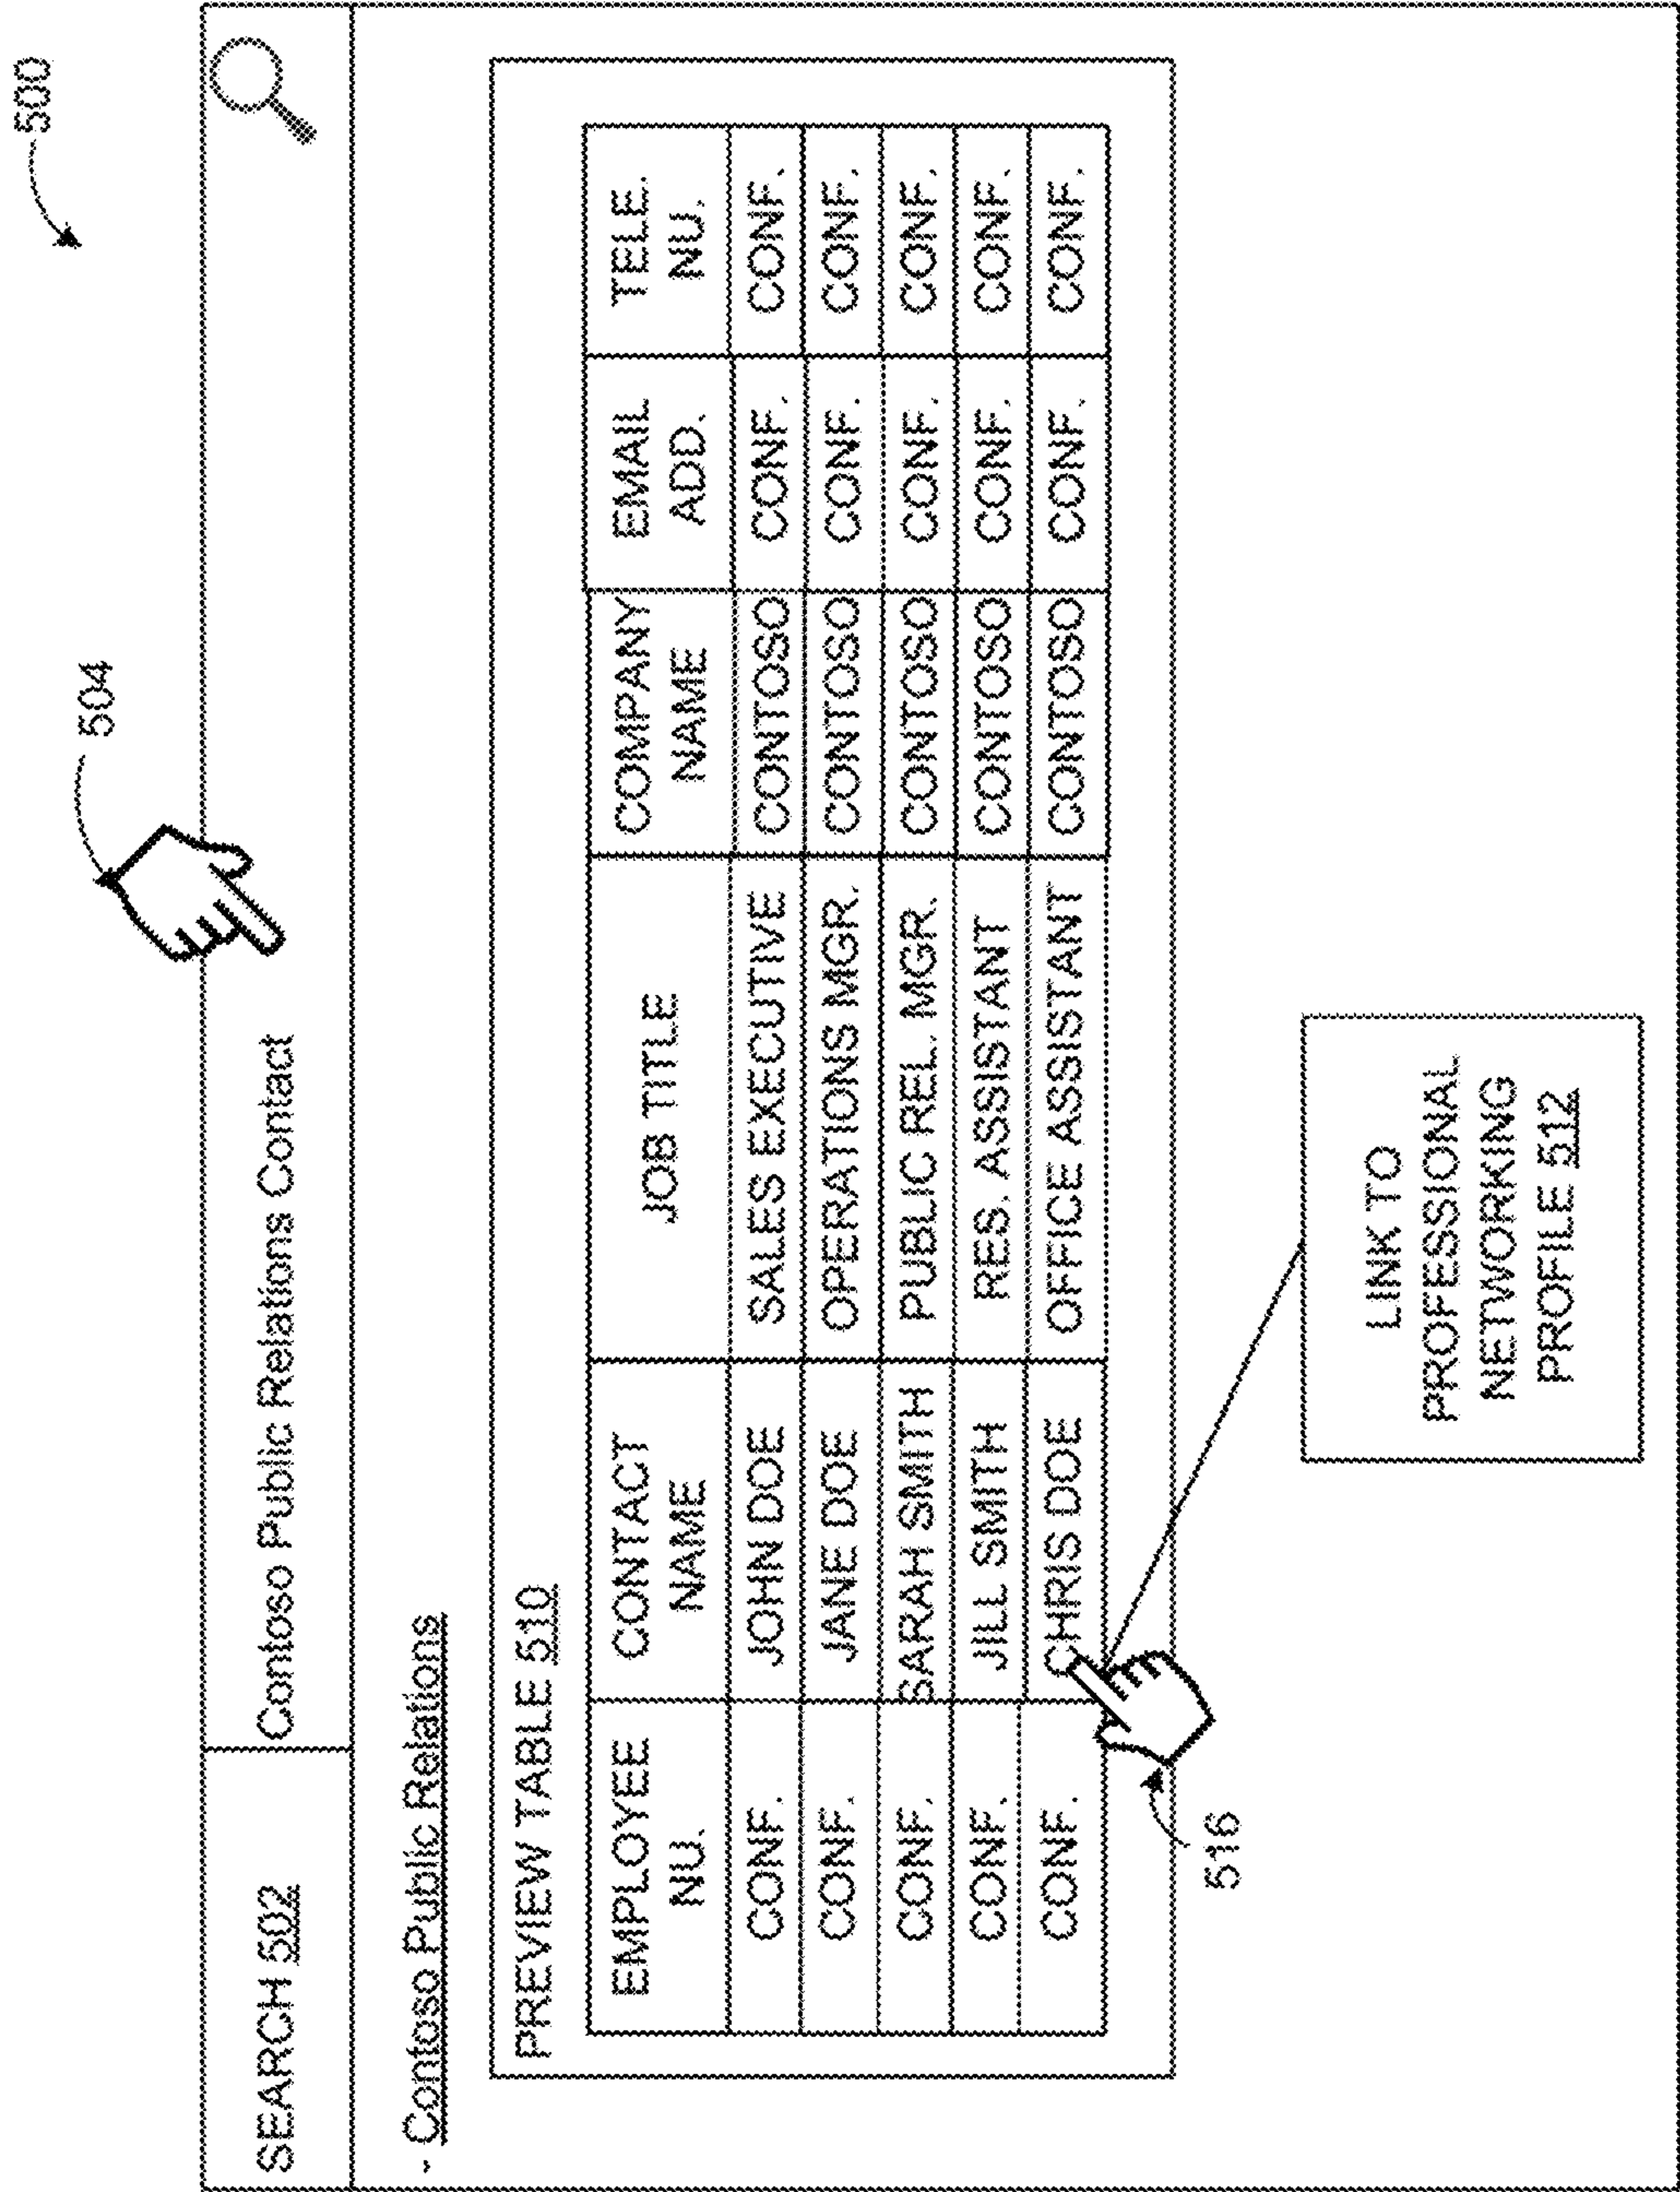 500
504
SEARCH 502 Contoso Public Relations Contact
- Contoso Public Relations
PREVIEW TABLE 510
EMPLOYEE NU. CONTACT NAME JOB TITLE COMPANY NAME EMAIL ADD. TELE. NU.
CONF. JOHN DOE SALES EXECUTIVE CONTOSO CONF. CONF.
CONF. JANE DOE OPERATIONS MGR. CONTOSO CONF. CONF.
CONF. SARAH SMITH PUBLIC REL. MGR. CONTOSO CONF. CONF.
CONF. JILL SMITH RES. ASSISTANT CONTOSO CONF. CONF.
CONF. CHRIS DOE OFFICE ASSISTANT CONTOSO CONF. CONF.
516
LINK TO
PROFESSIONAL
NETWORKING
PROFILE 512